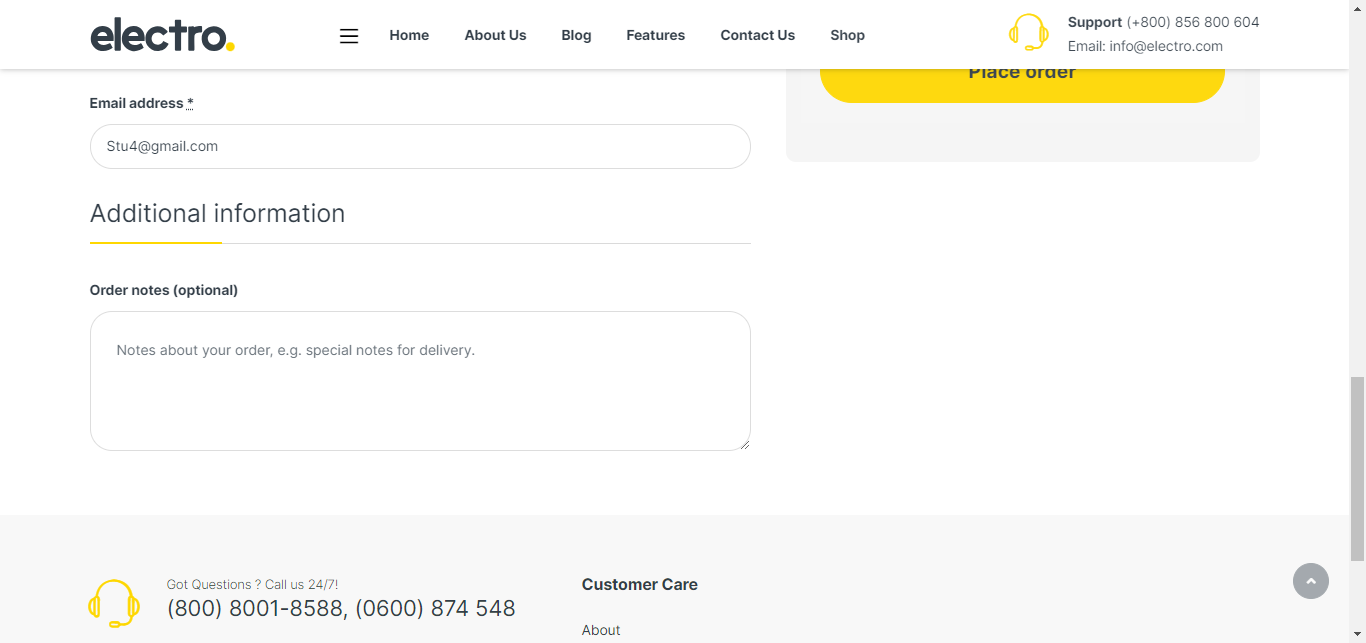 electro.
Home
About Us
Blog
Features
Contact Us
Shop
Support (+800) 856 800 604
Email: info@electro.com
Place order
Email address *
Stu4@gmail.com
Additional information
Order notes (optional)
Notes about your order, e.g. special notes for delivery.
Got Questions ? Call us 24/7!
(800) 8001-8588, (0600) 874 548
Customer Care
About